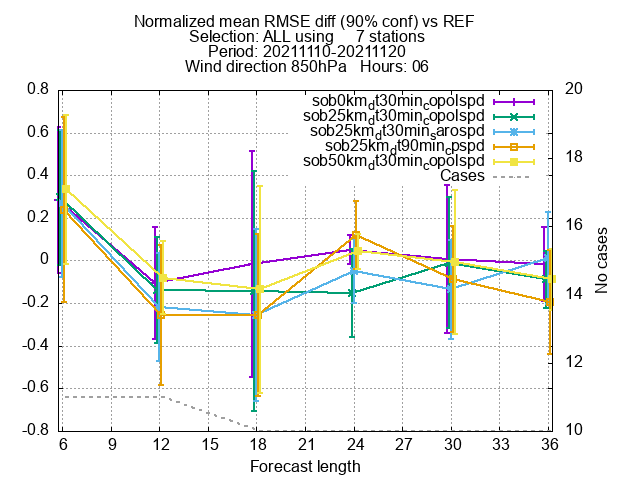 Normalized mean RMSE diff (90% conf) vs REF
Selection: ALL using 7 stations
Period: 20211110-20211120
Wind direction 850hPa Hours: 06
sob0km_dt30min_copolspd
sob25km_dt30min_copolspd
sob25km_dt30min_sarospd
sob25km_dt90min_cpspd
sob50km_dt30min_copolspd
Cases
0.8
0.6
0.4
0.2
0
-0.2
-0.4
-0.6
-0.8
20
18
16
14
12
10
No cases
6 9 12 15 18 21 24 27 30 33 36
Forecast length